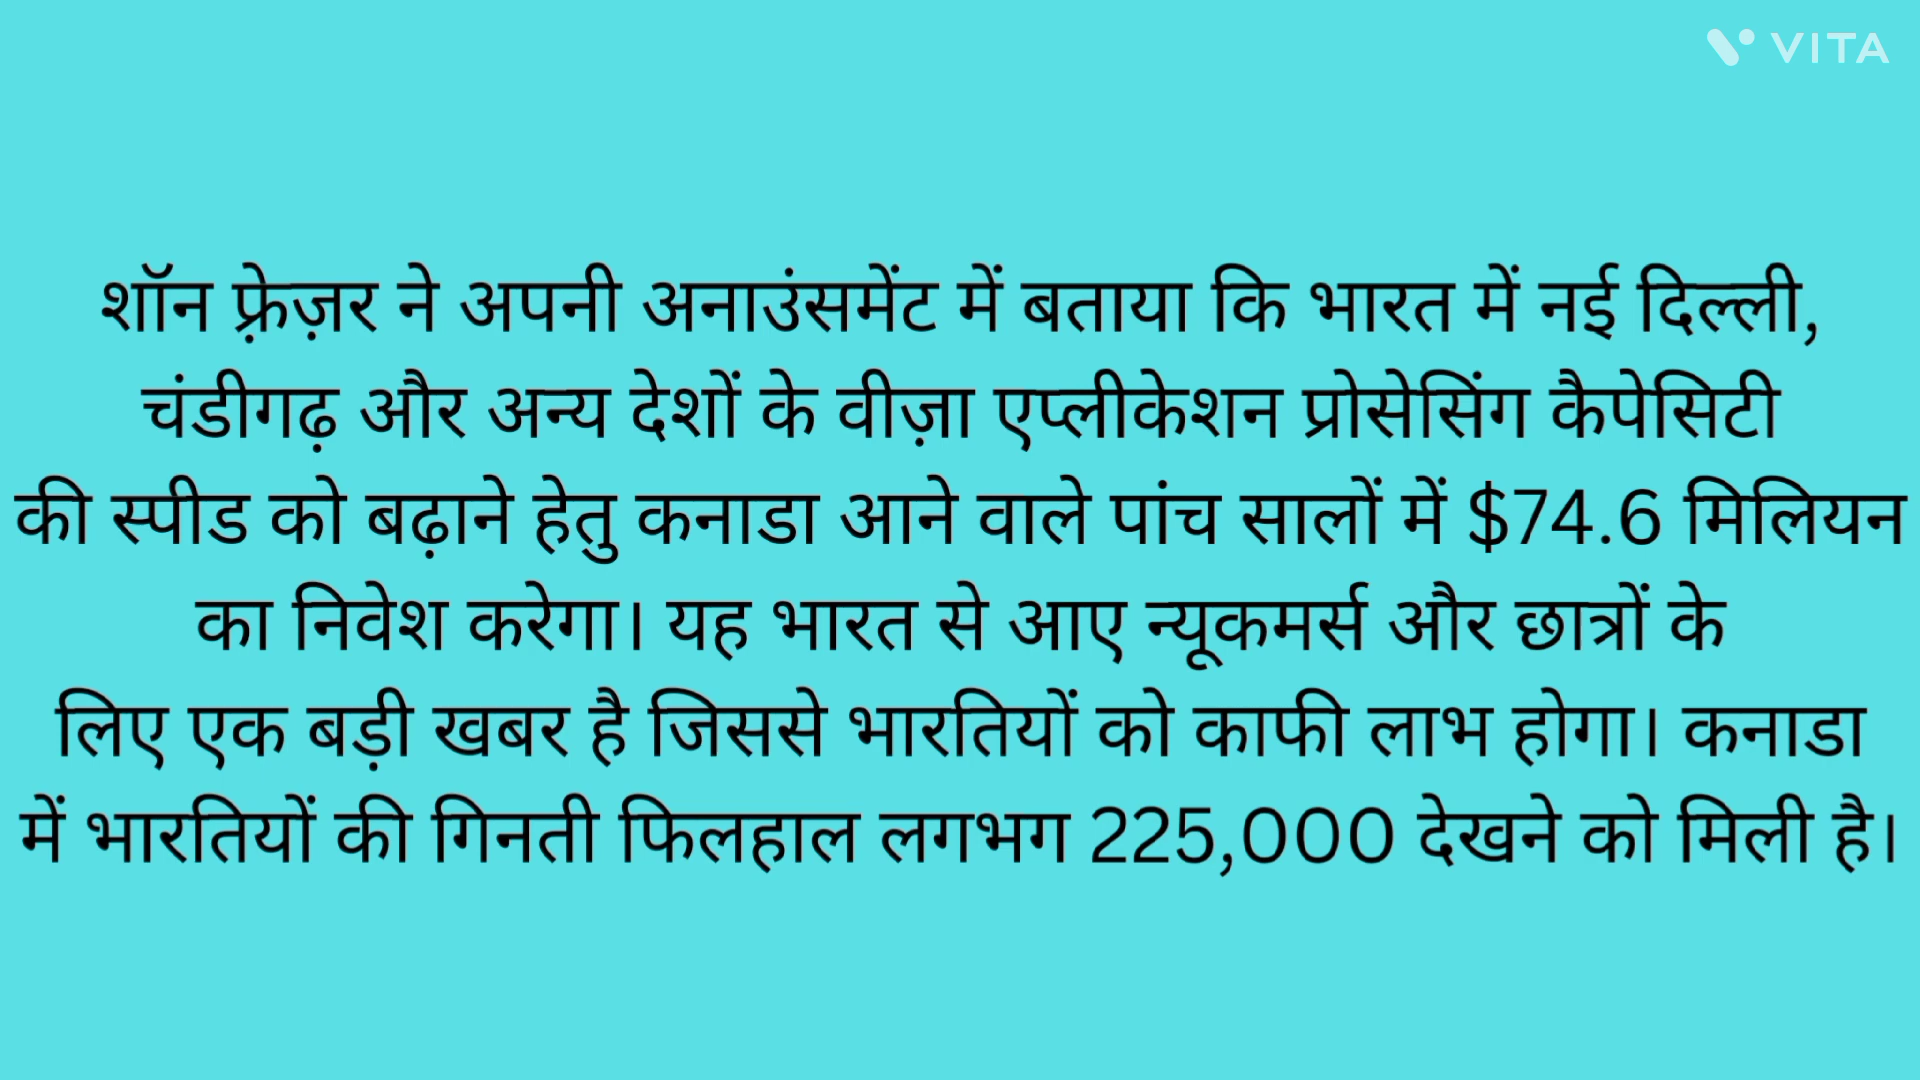 VITA
शॉन फ़्रेज़र ने अपनी अनाउंसमेंट में बताया कि भारत में नई दिल्ली,
चंडीगढ़ और अन्य देशों के वीज़ा एप्लीकेशन प्रोसेसिंग कैपेसिटी
की स्पीड को बढ़ाने हेतु कनाडा आने वाले पांच सालों में $74.6 मिलियन
का निवेश करेगा। यह भारत से आए न्यूकमर्स और छात्रों के
लिए एक बड़ी खबर है जिससे भारतियों को काफी लाभ होगा। कनाडा
में भारतियों की गिनती फिलहाल लगभग 225,000 देखने को मिली है।